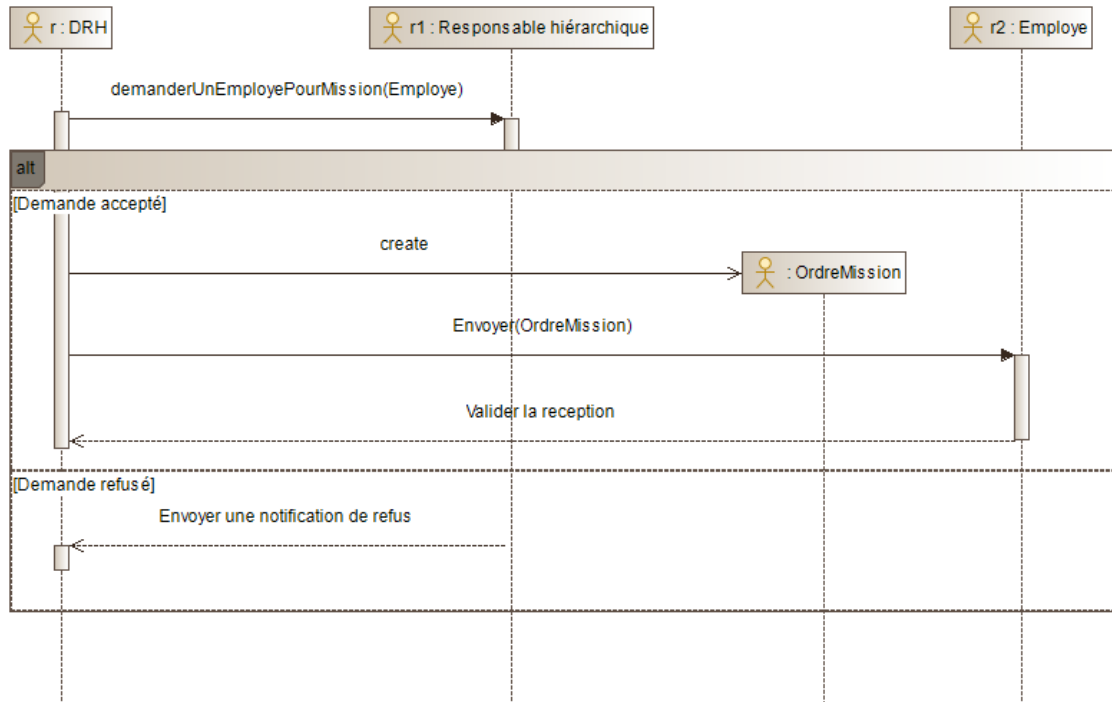 r : DRH
r1 : Responsable hiérarchique
r2 : Employe
demanderUnEmployePourMission(Employe)
alt
[Demande accepté]
create
: OrdreMission
Envoyer(OrdreMission)
Valider la reception
[Demande refusé]
Envoyer une notification de refus